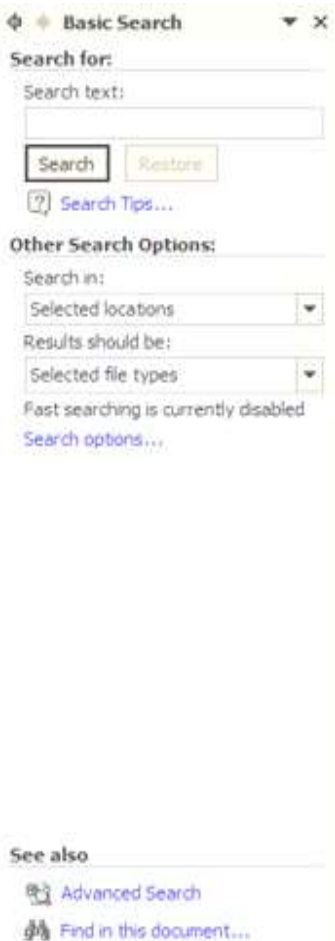 Basic Search
Search for:
Search text:
Search Restore
Search Tips...
Other Search Options:
Search in:
Selected locations
Results should be:
Selected file types
Fast searching is currently disabled
Search options...
See also
Advanced Search
Find in this document...